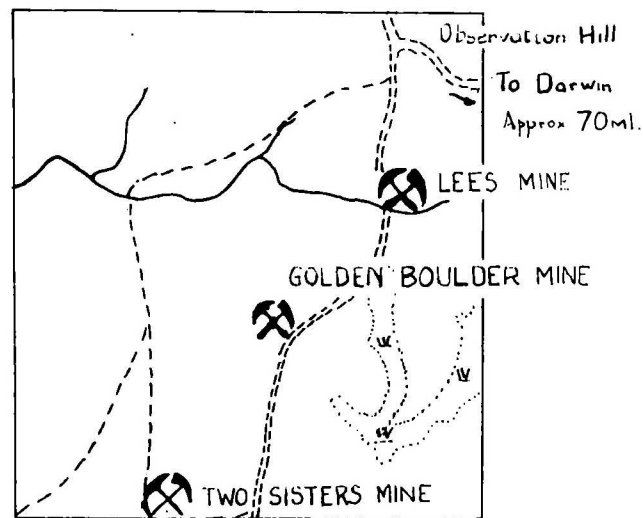 Observation Hill
To Darwin
Approx 70ml.
LEES MINE
GOLDEN BOULDER MINE
TWO SISTERS MINE